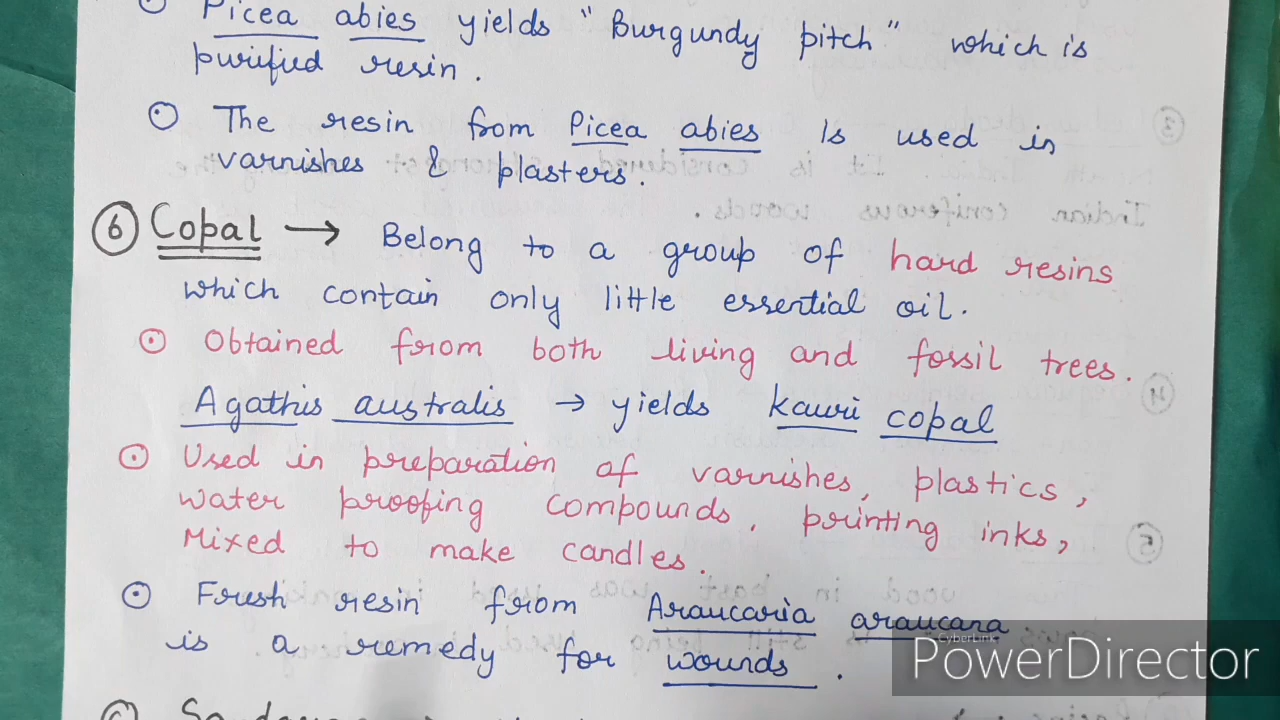 Picea abies yields "Burgundy pitch" which is
purified resin.
The resin from Picea abies is used in
varnishes & plasters.
6 Copal → Belong to a group of hard resins
which contain only little essential oil.
Obtained from both living and fossil trees.
Agathis australis → yields kauri copal
Used in preparation of varnishes, plastics,
water proofing compounds, printing inks,
Mixed to make candles.
Fresh resin from Araucaria araucana
is a remedy for wounds.
CyberLink
PowerDirector